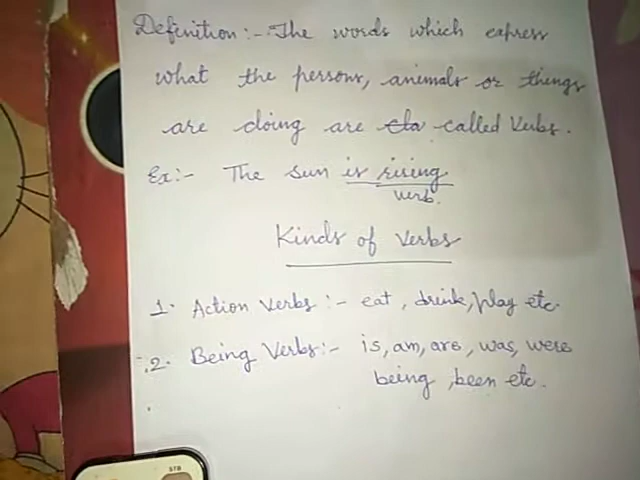 Definition:- The words which express
what the persons, animals or things
are doing are cla called Verbs.
Ex:- The sun is rising
verb.
Kinds of Verbs
1. Action Verbs:- eat, drink, play etc.
2. Being Verbs:- is, am, are, was, were
being, been etc.